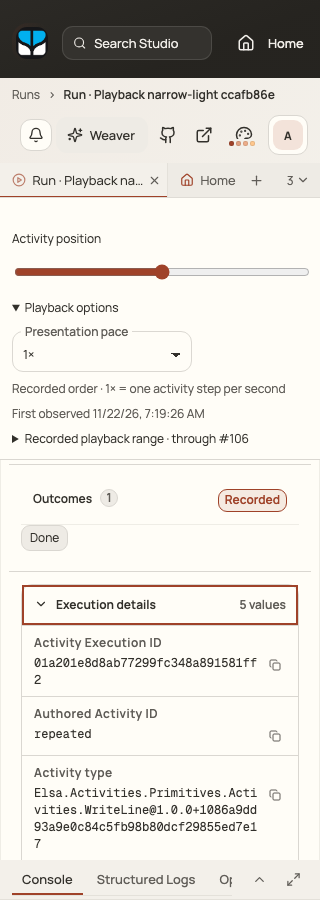 Search Studio
Home
Runs › Run · Playback narrow-light ccafb86e
Weaver
A
Run · Playback na...
Home
3
Activity position
Playback options
Presentation pace
1×
Recorded order · 1× = one activity step per second
First observed 11/22/26, 7:19:26 AM
Recorded playback range · through #106
Outcomes 1
Recorded
Done
Execution details
5 values
Activity Execution ID
01a201e8d8ab77299fc348a891581ff
2
Authored Activity ID
repeated
Activity type
Elsa.Activities.Primitives.Acti
vities.WriteLine@1.0.0+1086a9dd
93a9e0c84c5fb98b80dcf29855ed7e1
7
Console
Structured Logs